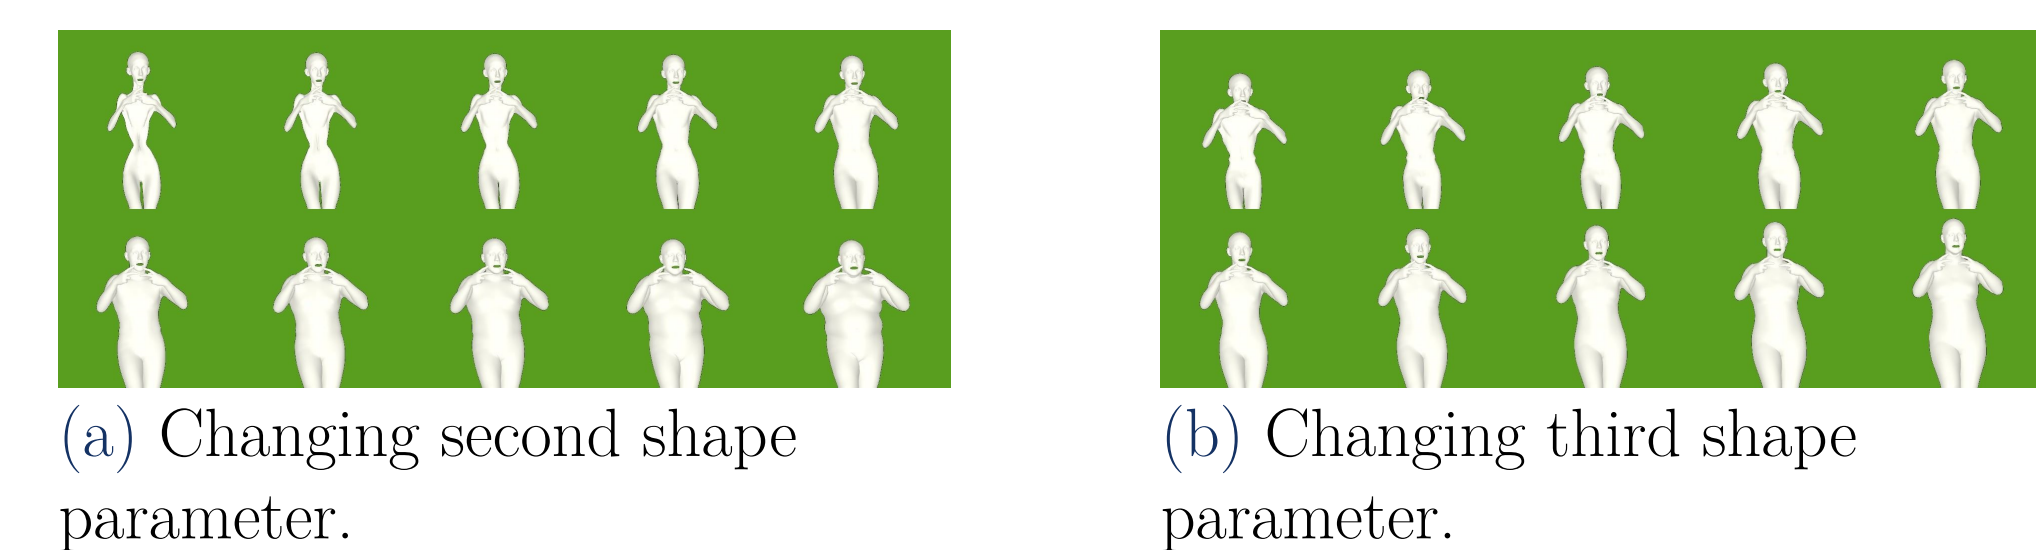 (a) Changing second shape
parameter.
(b) Changing third shape
parameter.